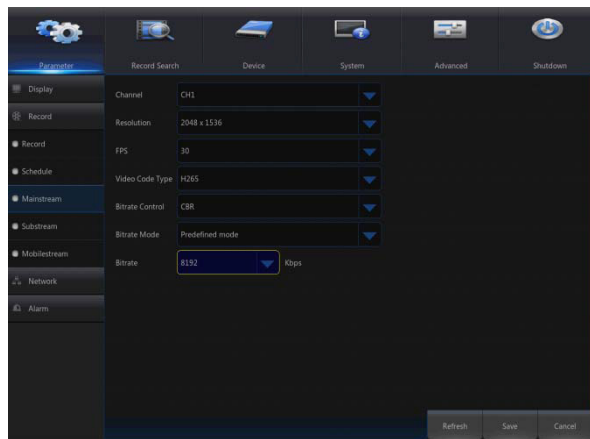 Parameter Record Search Device System Advanced Shutdown
Display
Record
Record
Schedule
Mainstream
Substream
Mobilestream
Network
Alarm
Channel CH1
Resolution 2048 x 1536
FPS 30
Video Code Type H265
Bitrate Control CBR
Bitrate Mode Predefined mode
Bitrate 8192 Kbps
Refresh Save Cancel